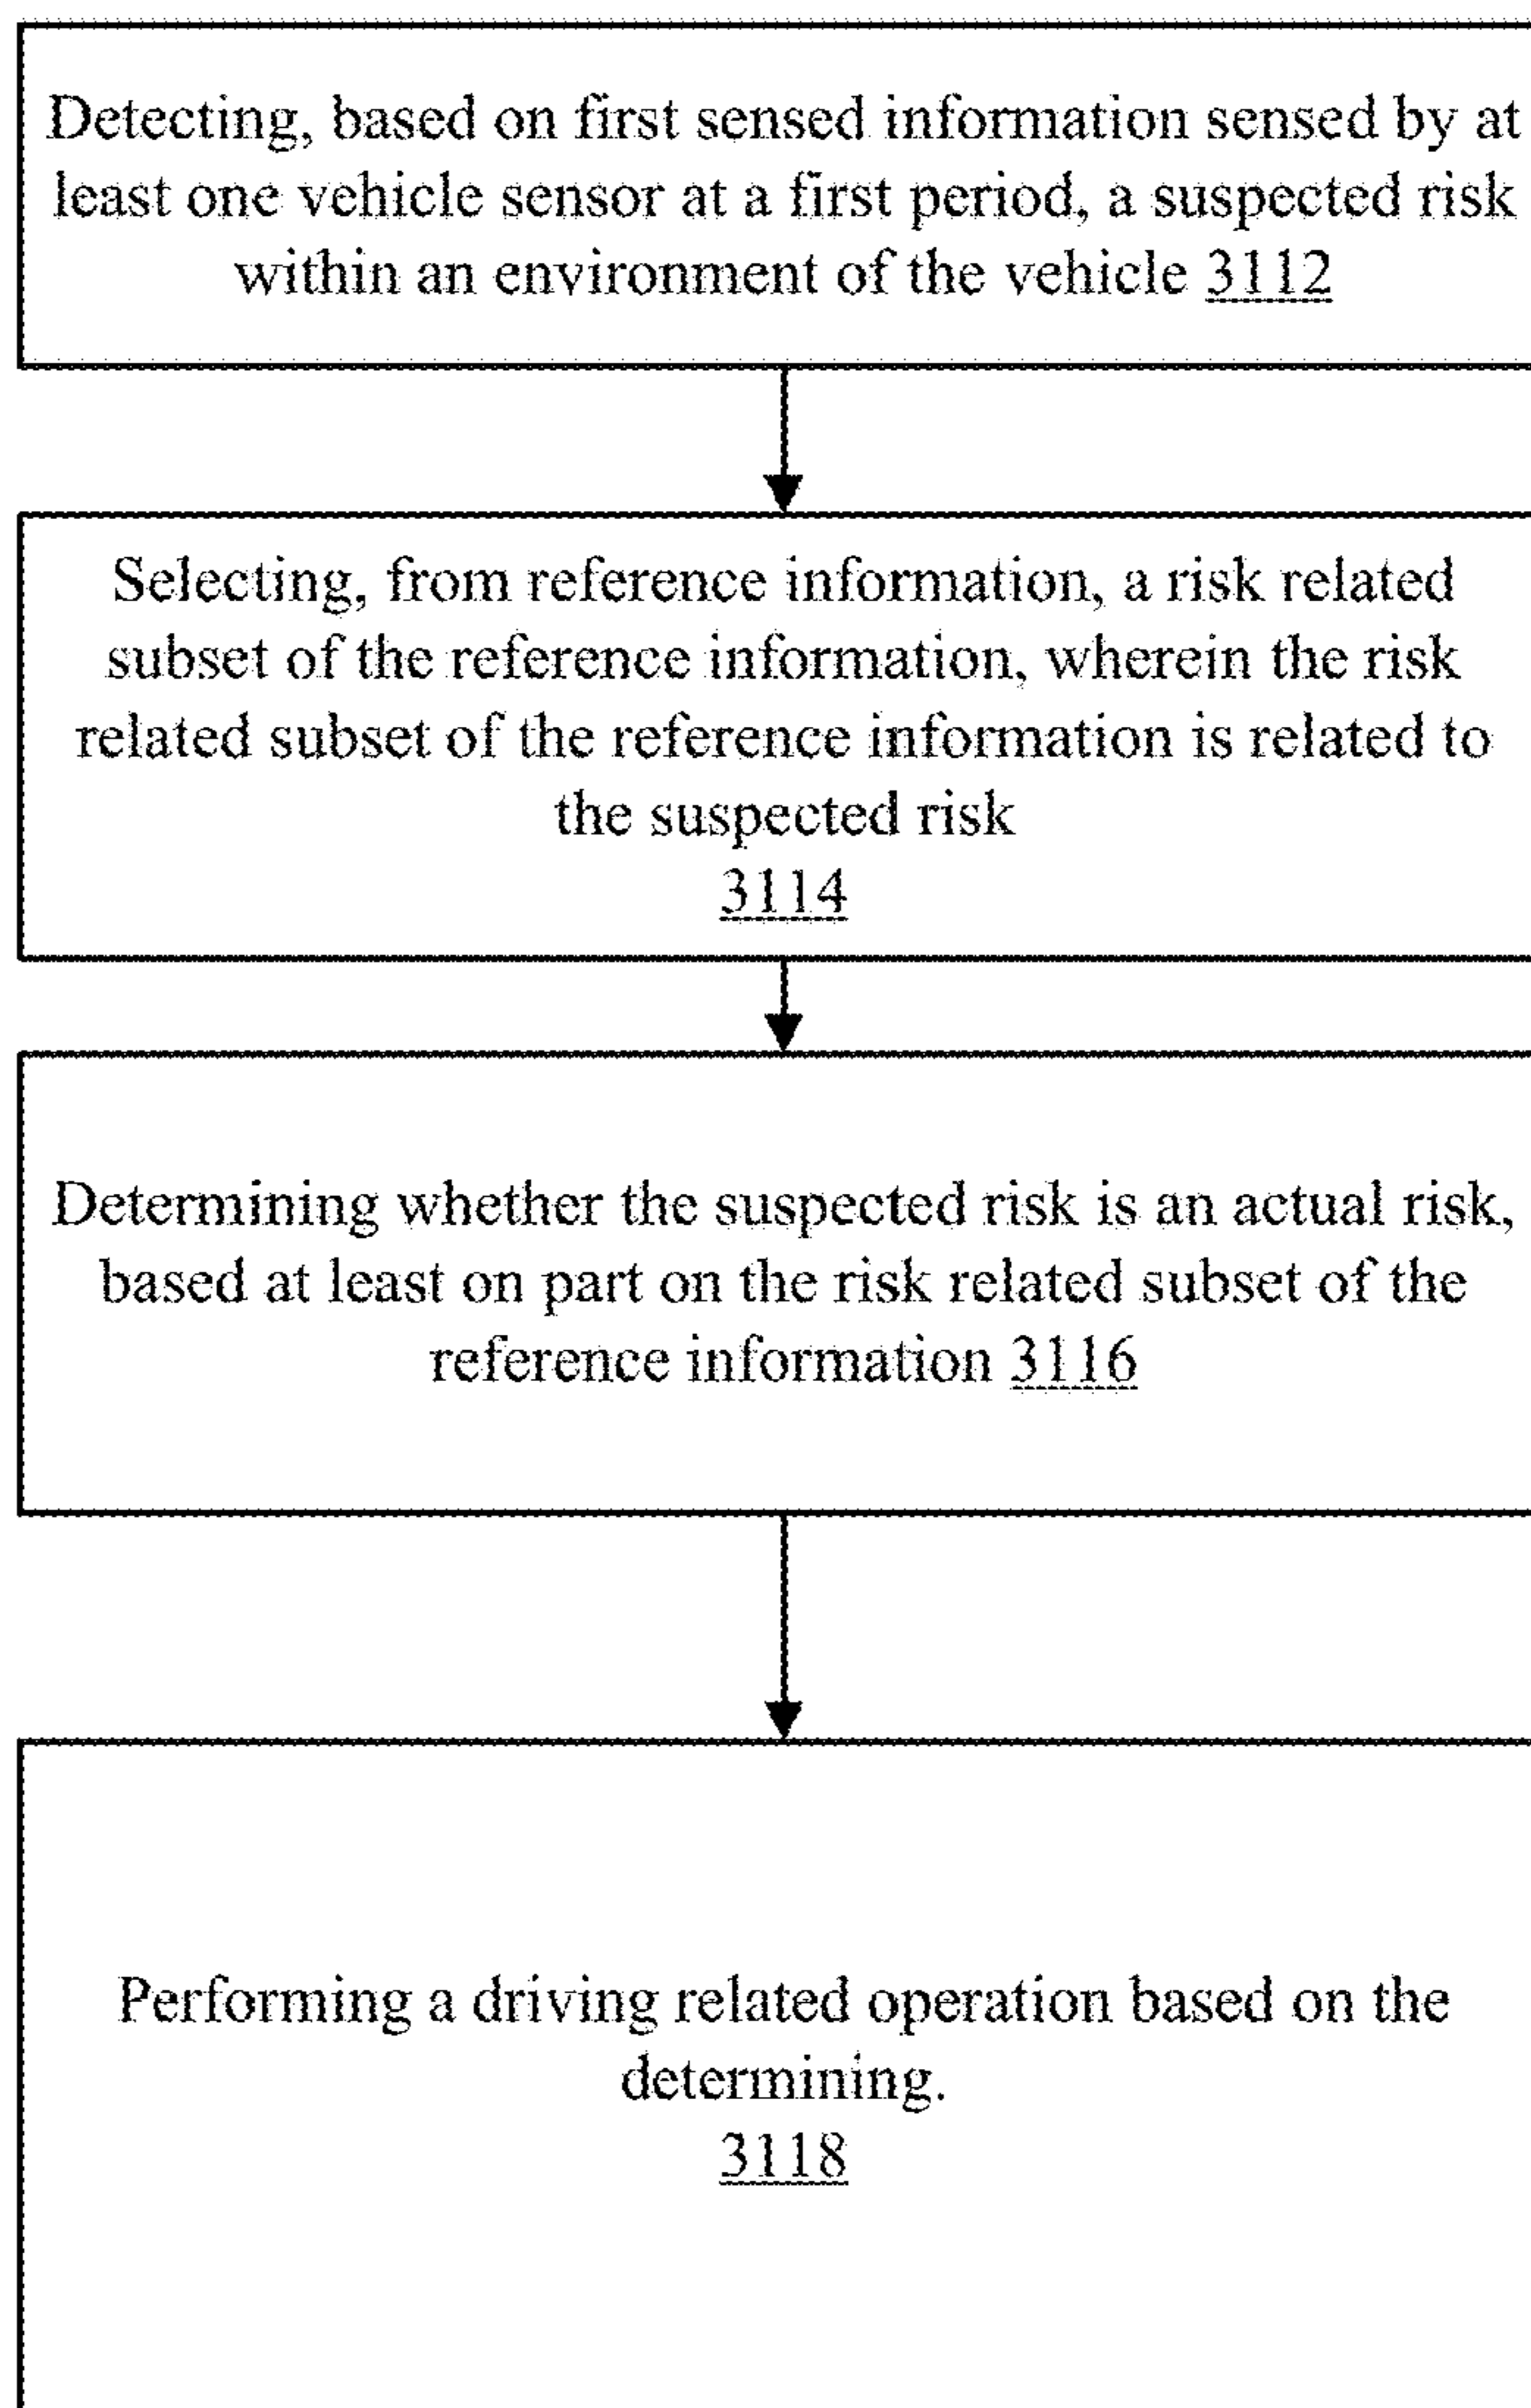 Detecting, based on first sensed information sensed by at
least one vehicle sensor at a first period, a suspected risk
within an environment of the vehicle 3112
Selecting, from reference information, a risk related
subset of the reference information, wherein the risk
related subset of the reference information is related to
the suspected risk
3114
Determining whether the suspected risk is an actual risk,
based at least on part on the risk related subset of the
reference information 3116
Performing a driving related operation based on the
determining.
3118